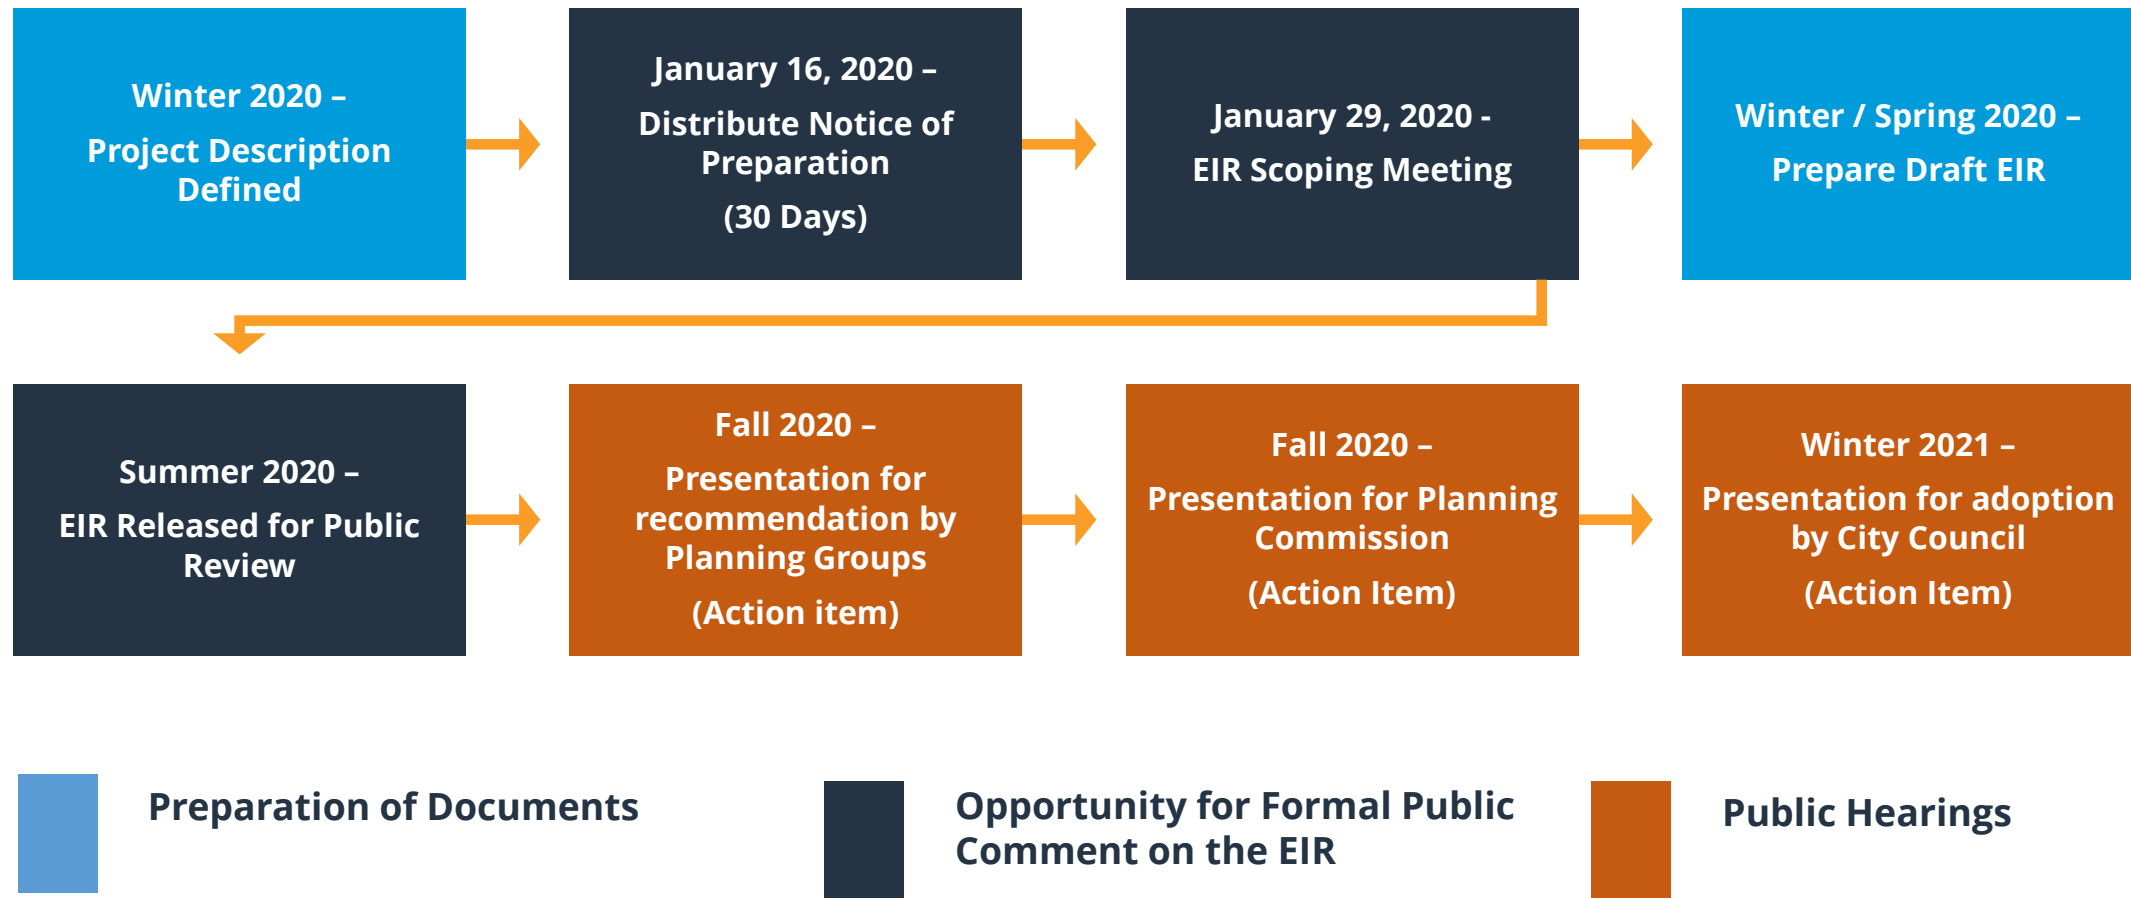 Winter 2020 –
Project Description
Defined
January 16, 2020 –
Distribute Notice of
Preparation
(30 Days)
January 29, 2020 -
EIR Scoping Meeting
Winter / Spring 2020 –
Prepare Draft EIR
Summer 2020 –
EIR Released for Public
Review
Fall 2020 –
Presentation for
recommendation by
Planning Groups
(Action item)
Fall 2020 –
Presentation for Planning
Commission
(Action Item)
Winter 2021 –
Presentation for adoption
by City Council
(Action Item)
Preparation of Documents
Opportunity for Formal Public
Comment on the EIR
Public Hearings